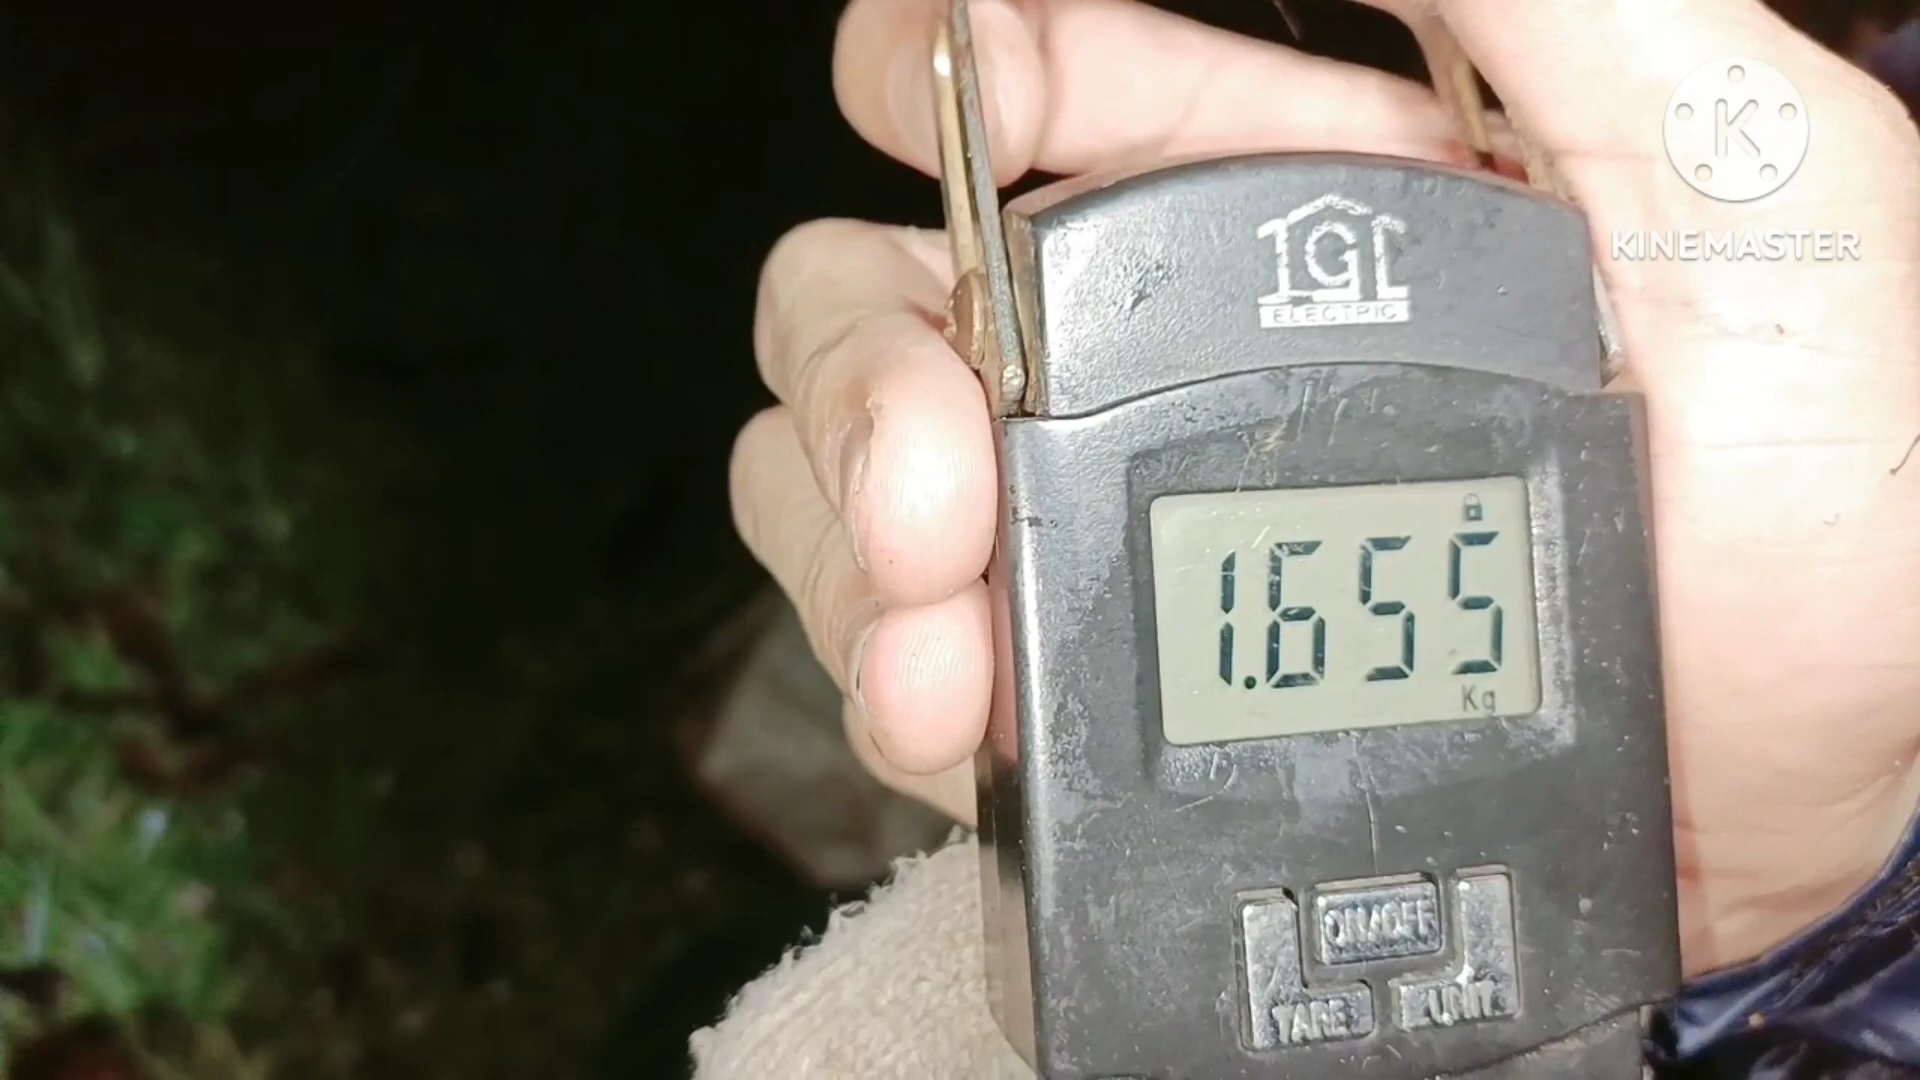 KINEMASTER
ELECTRIC
1.655
Kg
ON/OFF
TARE
UNIT